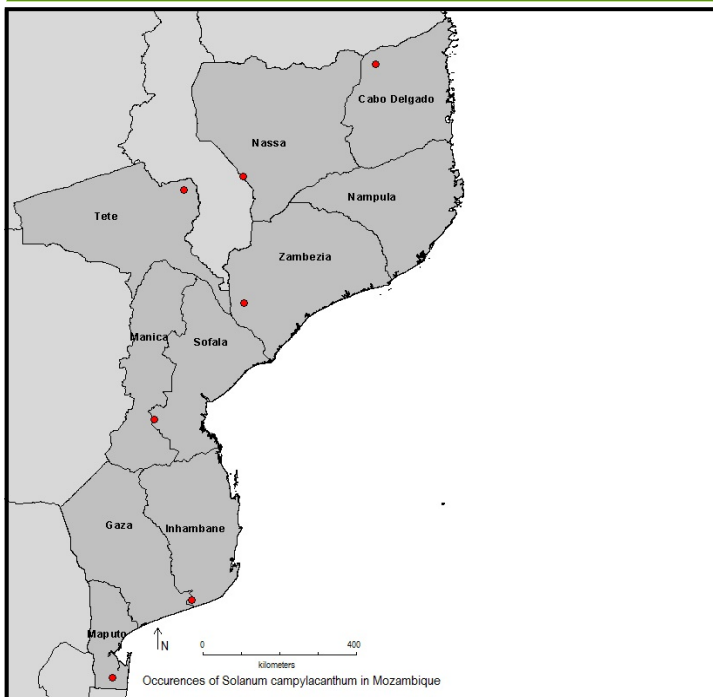 Cabo Delgado
Nassa
Nampula
Tete
Zambezia
Manica
Sofala
Gaza
Inhambane
Maputo
N
0 400
kilometers
Occurences of Solanum campylacanthum in Mozambique